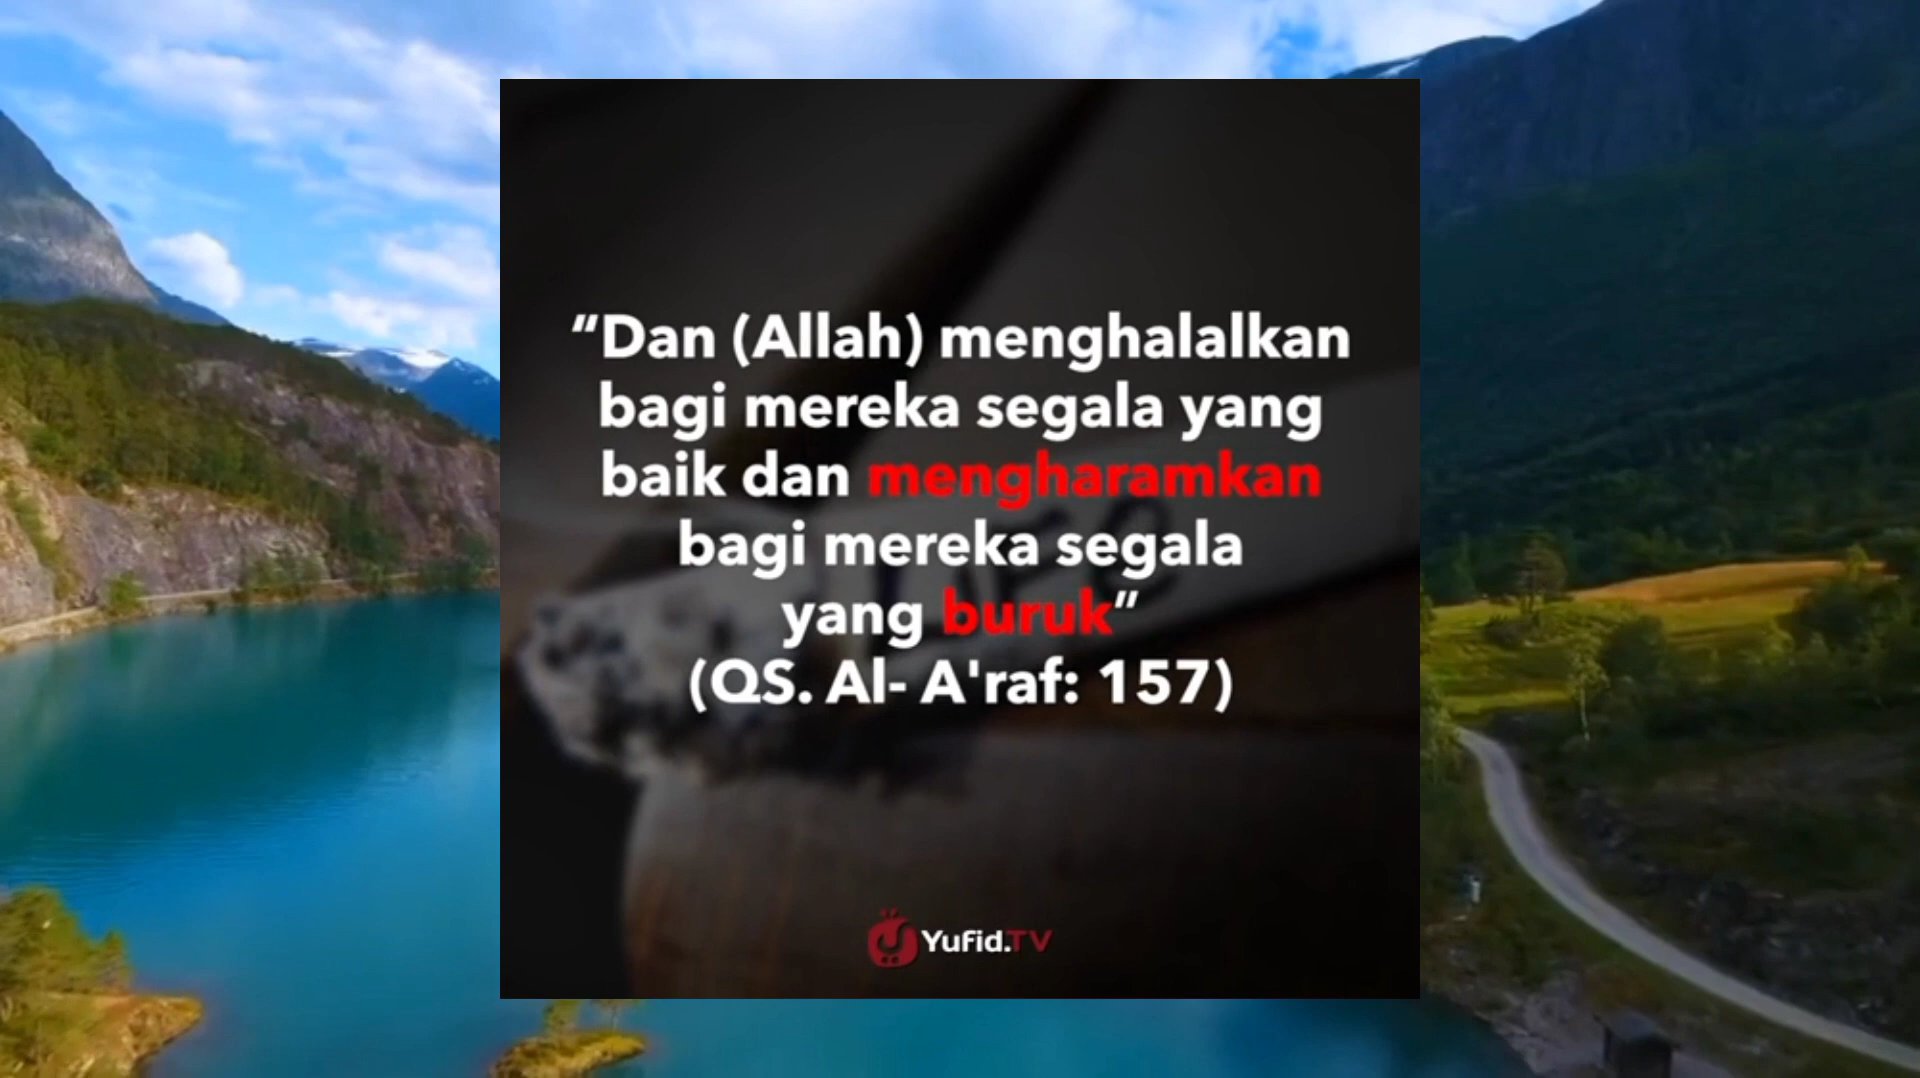 “Dan (Allah) menghalalkan
bagi mereka segala yang
baik dan mengharamkan
bagi mereka segala
yang buruk”
(QS. Al- A'raf: 157)
LIFE
Yufid.TV